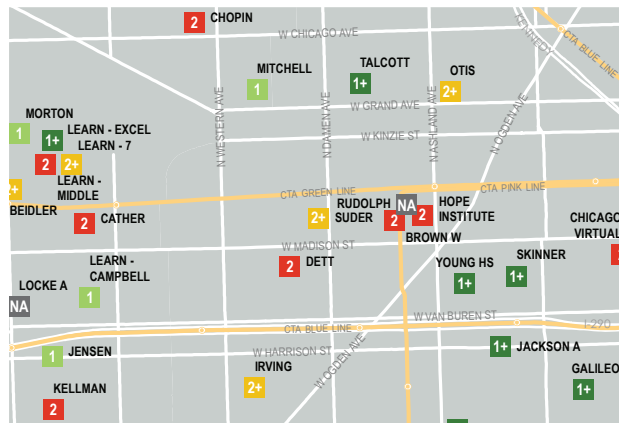 CHOPIN
2
W CHICAGO AVE
KENNEDY
CTA BLUE LINE
MITCHELL
1
TALCOTT
1+
OTIS
2+
N WESTERN AVE
N DAMEN AVE
N ASHLAND AVE
N OGDEN AVE
W GRAND AVE
W KINZIE ST
MORTON
1
LEARN - EXCEL
1+
LEARN - 7
2
2+
LEARN -
MIDDLE
2+
BEIDLER
CATHER
2
CTA GREEN LINE
CTA PINK LINE
RUDOLPH
SUDER
2+
NA
2
2
HOPE
INSTITUTE
BROWN W
CHICAGO
VIRTUAL
W MADISON ST
DETT
2
LEARN -
CAMPBELL
1
LOCKE A
NA
YOUNG HS
1+
SKINNER
1+
W VAN BUREN ST
I-290
CTA BLUE LINE
JENSEN
1
W HARRISON ST
W OGDEN AVE
JACKSON A
1+
IRVING
2+
KELLMAN
2
GALILEO
1+